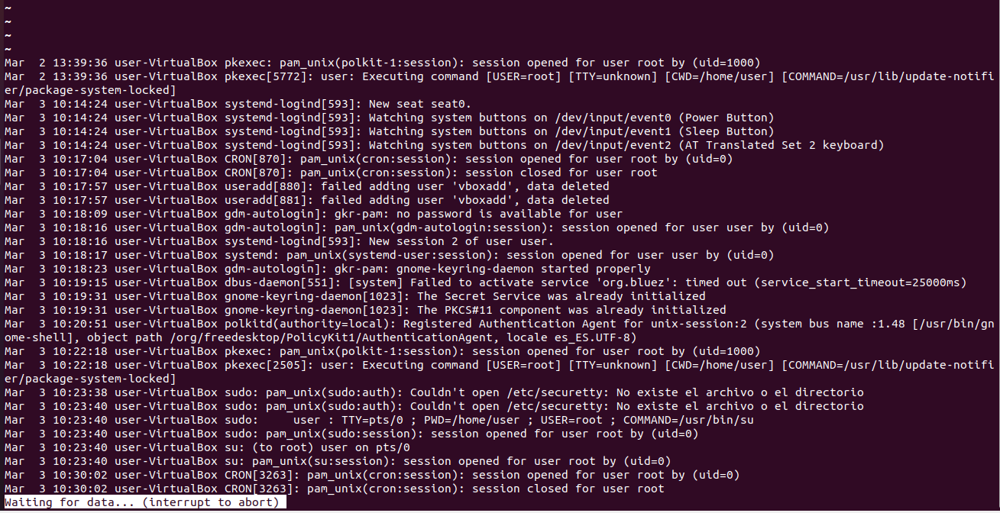 ~
~
~
~
Mar  2 13:39:36 user-VirtualBox pkexec: pam_unix(polkit-1:session): session opened for user root by (uid=1000)
Mar  2 13:39:36 user-VirtualBox pkexec[5772]: user: Executing command [USER=root] [TTY=unknown] [CWD=/home/user] [COMMAND=/usr/lib/update-notifi
er/package-system-locked]
Mar  3 10:14:24 user-VirtualBox systemd-logind[593]: New seat seat0.
Mar  3 10:14:24 user-VirtualBox systemd-logind[593]: Watching system buttons on /dev/input/event0 (Power Button)
Mar  3 10:14:24 user-VirtualBox systemd-logind[593]: Watching system buttons on /dev/input/event1 (Sleep Button)
Mar  3 10:14:24 user-VirtualBox systemd-logind[593]: Watching system buttons on /dev/input/event2 (AT Translated Set 2 keyboard)
Mar  3 10:17:04 user-VirtualBox CRON[870]: pam_unix(cron:session): session opened for user root by (uid=0)
Mar  3 10:17:04 user-VirtualBox CRON[870]: pam_unix(cron:session): session closed for user root
Mar  3 10:17:57 user-VirtualBox useradd[880]: failed adding user 'vboxadd', data deleted
Mar  3 10:17:57 user-VirtualBox useradd[881]: failed adding user 'vboxadd', data deleted
Mar  3 10:18:09 user-VirtualBox gdm-autologin]: gkr-pam: no password is available for user
Mar  3 10:18:16 user-VirtualBox gdm-autologin]: pam_unix(gdm-autologin:session): session opened for user user by (uid=0)
Mar  3 10:18:16 user-VirtualBox systemd-logind[593]: New session 2 of user user.
Mar  3 10:18:17 user-VirtualBox systemd: pam_unix(systemd-user:session): session opened for user user by (uid=0)
Mar  3 10:18:23 user-VirtualBox gdm-autologin]: gkr-pam: gnome-keyring-daemon started properly
Mar  3 10:19:15 user-VirtualBox dbus-daemon[551]: [system] Failed to activate service 'org.bluez': timed out (service_start_timeout=25000ms)
Mar  3 10:19:31 user-VirtualBox gnome-keyring-daemon[1023]: The Secret Service was already initialized
Mar  3 10:19:31 user-VirtualBox gnome-keyring-daemon[1023]: The PKCS#11 component was already initialized
Mar  3 10:20:51 user-VirtualBox polkitd(authority=local): Registered Authentication Agent for unix-session:2 (system bus name :1.48 [/usr/bin/gn
ome-shell], object path /org/freedesktop/PolicyKit1/AuthenticationAgent, locale es_ES.UTF-8)
Mar  3 10:22:18 user-VirtualBox pkexec: pam_unix(polkit-1:session): session opened for user root by (uid=1000)
Mar  3 10:22:18 user-VirtualBox pkexec[2505]: user: Executing command [USER=root] [TTY=unknown] [CWD=/home/user] [COMMAND=/usr/lib/update-notifi
er/package-system-locked]
Mar  3 10:23:38 user-VirtualBox sudo: pam_unix(sudo:auth): Couldn't open /etc/securetty: No existe el archivo o el directorio
Mar  3 10:23:40 user-VirtualBox sudo: pam_unix(sudo:auth): Couldn't open /etc/securetty: No existe el archivo o el directorio
Mar  3 10:23:40 user-VirtualBox sudo:     user : TTY=pts/0 ; PWD=/home/user ; USER=root ; COMMAND=/usr/bin/su
Mar  3 10:23:40 user-VirtualBox sudo: pam_unix(sudo:session): session opened for user root by (uid=0)
Mar  3 10:23:40 user-VirtualBox su: (to root) user on pts/0
Mar  3 10:23:40 user-VirtualBox su: pam_unix(su:session): session opened for user root by (uid=0)
Mar  3 10:30:02 user-VirtualBox CRON[3263]: pam_unix(cron:session): session opened for user root by (uid=0)
Mar  3 10:30:02 user-VirtualBox CRON[3263]: pam_unix(cron:session): session closed for user root
Waiting for data... (interrupt to abort)